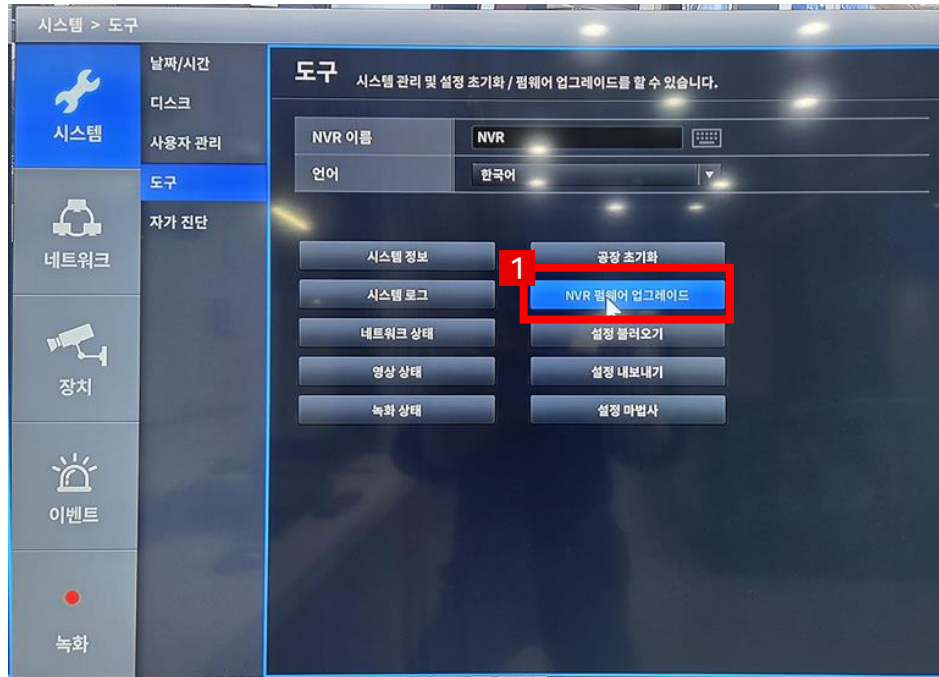 시스템 > 도구
시스템
네트워크
장치
이벤트
녹화
날짜/시간
디스크
사용자 관리
도구
자가 진단
도구 시스템 관리 및 설정 초기화 / 펌웨어 업그레이드를 할 수 있습니다.
NVR 이름 NVR
언어 한국어
시스템 정보 공장 초기화
1
시스템 로그 NVR 펌웨어 업그레이드
네트워크 상태 설정 불러오기
영상 상태 설정 내보내기
녹화 상태 설정 마법사